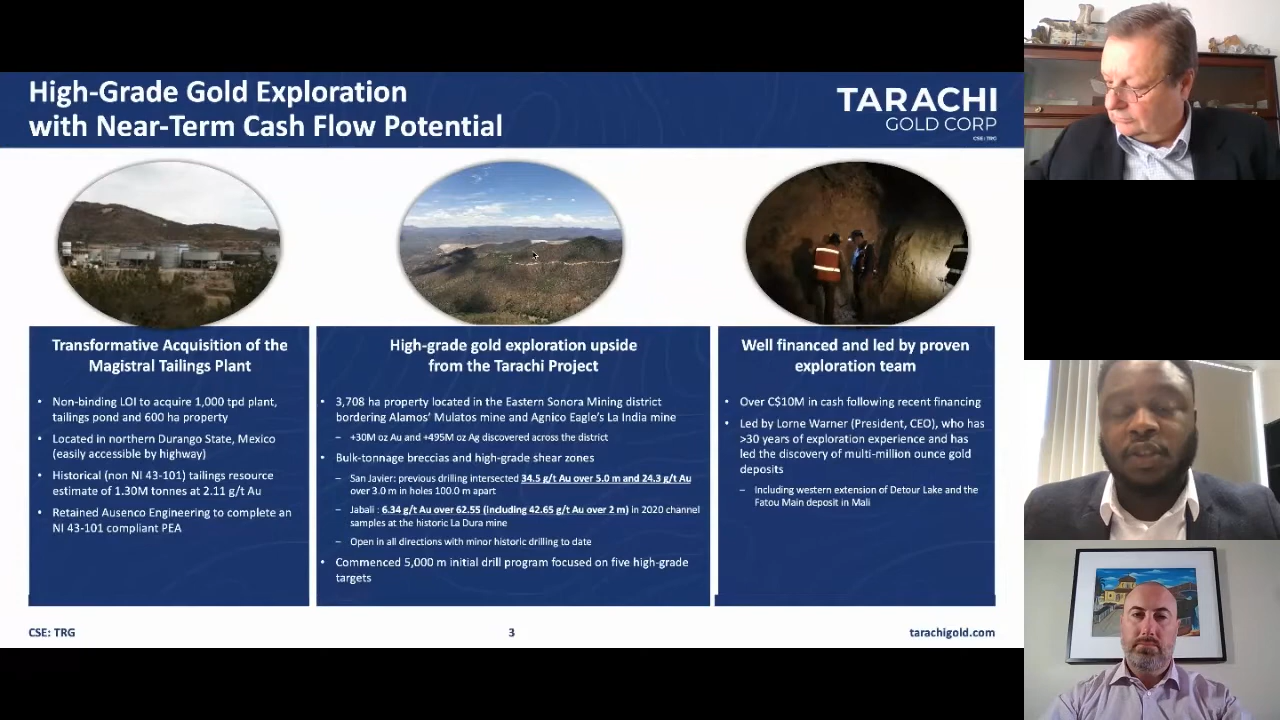 High-Grade Gold Exploration
with Near-Term Cash Flow Potential
TARACHI
GOLD CORP
CSE: TRG
Transformative Acquisition of the
Magistral Tailings Plant
• Non-binding LOI to acquire 1,000 tpd plant,
tailings pond and 600 ha property
• Located in northern Durango State, Mexico
(easily accessible by highway)
• Historical (non NI 43-101) tailings resource
estimate of 1.30M tonnes at 2.11 g/t Au
• Retained Ausenco Engineering to complete an
NI 43-101 compliant PEA
High-grade gold exploration upside
from the Tarachi Project
• 3,708 ha property located in the Eastern Sonora Mining district
bordering Alamos' Mulatos mine and Agnico Eagle's La India mine
– +30M oz Au and +495M oz Ag discovered across the district
• Bulk-tonnage breccias and high-grade shear zones
– San Javier: previous drilling intersected 34.5 g/t Au over 5.0 m and 24.3 g/t Au
over 3.0 m in holes 100.0 m apart
– Jabali : 6.34 g/t Au over 62.55 (including 42.65 g/t Au over 2 m) in 2020 channel
samples at the historic La Dura mine
– Open in all directions with minor historic drilling to date
• Commenced 5,000 m initial drill program focused on five high-grade
targets
Well financed and led by proven
exploration team
• Over C$10M in cash following recent financing
• Led by Lorne Warner (President, CEO), who has
>30 years of exploration experience and has
led the discovery of multi-million ounce gold
deposits
– Including western extension of Detour Lake and the
Fatou Main deposit in Mali
CSE: TRG
3
tarachigold.com